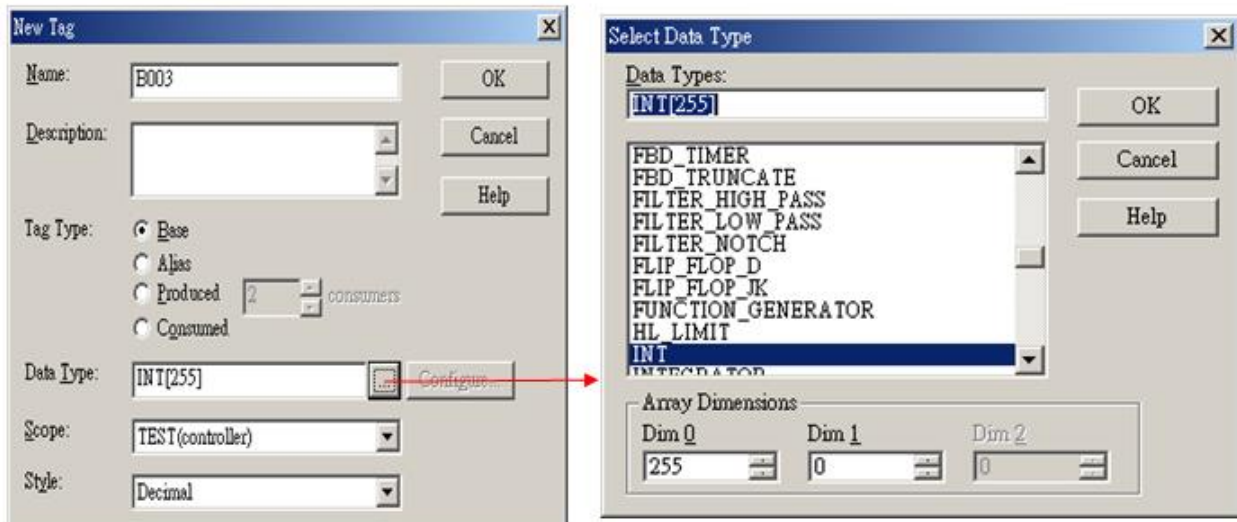 New Tag
Name: B003
OK
Description:
Cancel
Help
Tag Type: Base
Alias
Produced 2 consumers
Consumed
Data Type: INT[255] ... Configure...
Scope: TEST(controller)
Style: Decimal
Select Data Type
Data Types:
INT[255]
OK
Cancel
Help
FBD_TIMER
FBD_TRUNCATE
FILTER_HIGH_PASS
FILTER_LOW_PASS
FILTER_NOTCH
FLIP_FLOP_D
FLIP_FLOP_JK
FUNCTION_GENERATOR
HL_LIMIT
INT
INTEGRATOR
Array Dimensions
Dim 0 Dim 1 Dim 2
255 0 0